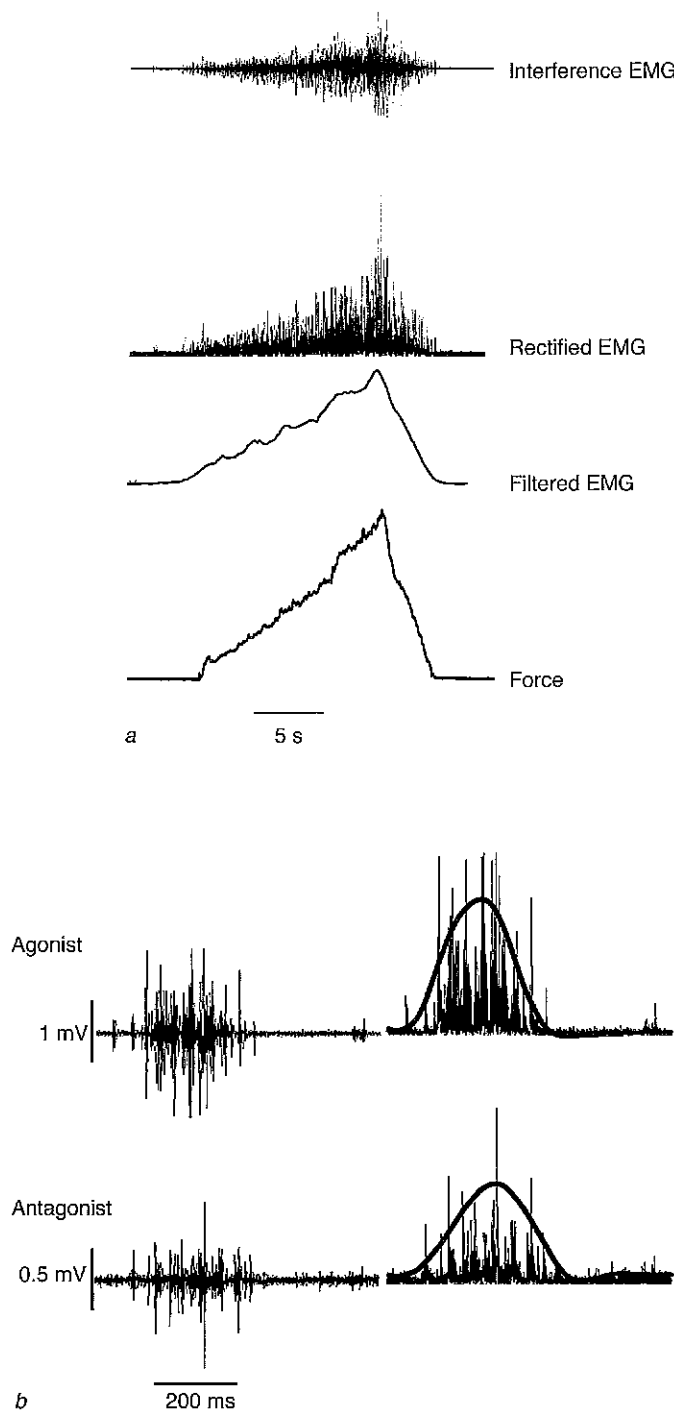 Interference EMG
Rectified EMG
Filtered EMG
Force
a
5 s
Agonist
1 mV
Antagonist
0.5 mV
b
200 ms